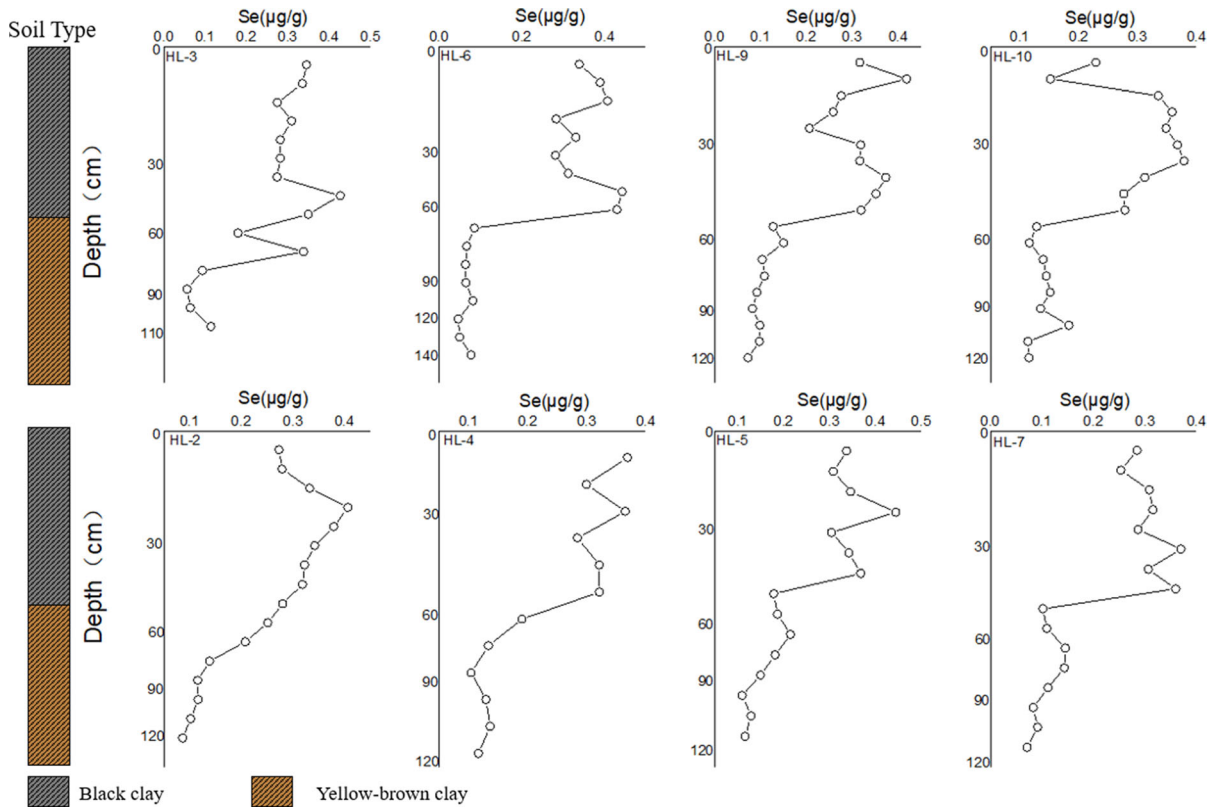 Soil Type
Depth (cm)
Se(μg/g)
0 0.1 0.2 0.3 0.4 0.5
HL-3
0
30
60
90
110
Se(μg/g)
0 0.1 0.2 0.3 0.4
HL-6
0
30
60
90
120
140
Se(μg/g)
0 0.1 0.2 0.3 0.4
HL-9
0
30
60
90
120
Se(μg/g)
0 0.1 0.2 0.3 0.4
HL-10
0
30
60
90
120
Depth (cm)
Se(μg/g)
0.1 0.2 0.3 0.4
HL-2
0
30
60
90
120
Se(μg/g)
0 0.1 0.2 0.3 0.4
HL-4
0
30
60
90
120
Se(μg/g)
0.1 0.2 0.3 0.4 0.5
HL-5
0
30
60
90
120
Se(μg/g)
0.0 0.1 0.2 0.3 0.4
HL-7
0
30
60
90
120
Black clay
Yellow-brown clay